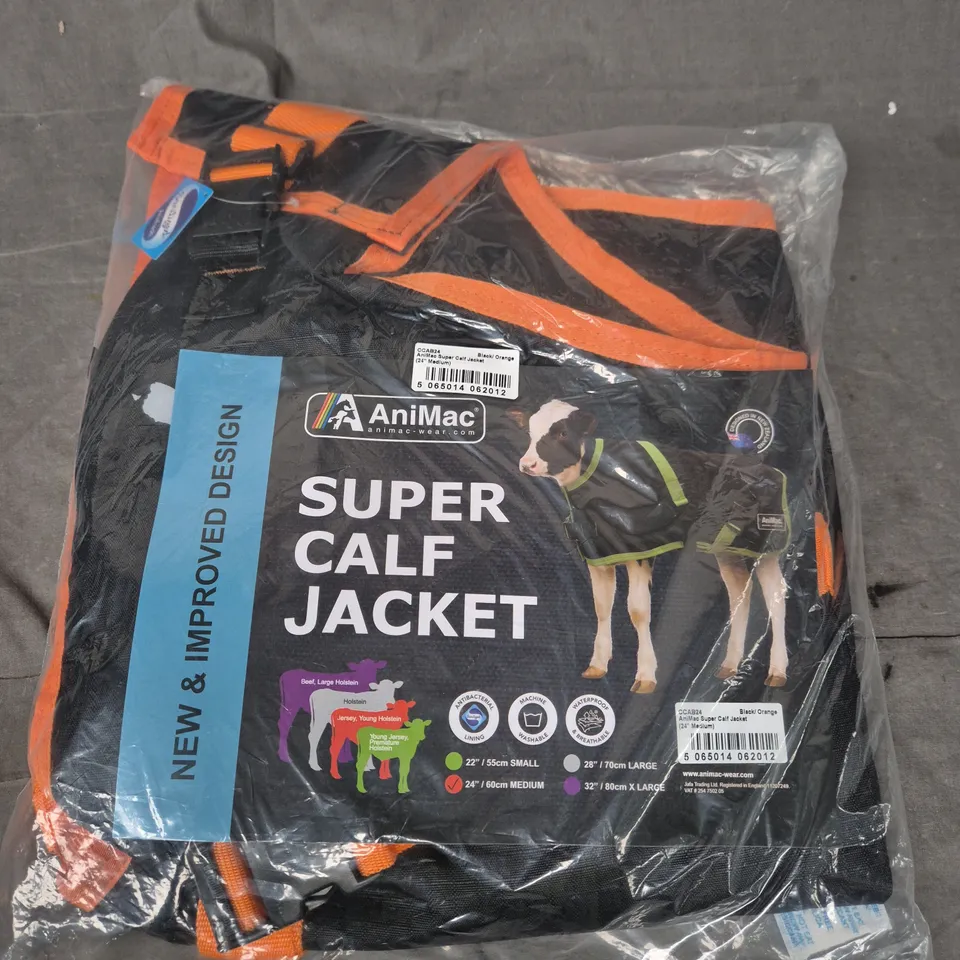 CCAB24 Black/ Orange
AniMac Super Calf Jacket
(24" Medium)
5 065014 062012
AniMac®
animac-wear.com
NEW & IMPROVED DESIGN
SUPER
CALF
JACKET
AniMac
Beef, Large Holstein
Holstein
Jersey, Young Holstein
Young Jersey,
Premature
Holstein
ANTIBACTERIAL
LINING
MACHINE
WASHABLE
WATERPROOF
& BREATHABLE
22" / 55cm SMALL
24" / 60cm MEDIUM
28" / 70cm LARGE
32" / 80cm X LARGE
CCAB24 Black/ Orange
AniMac Super Calf Jacket
(24" Medium)
5 065014 062012
www.animac-wear.com